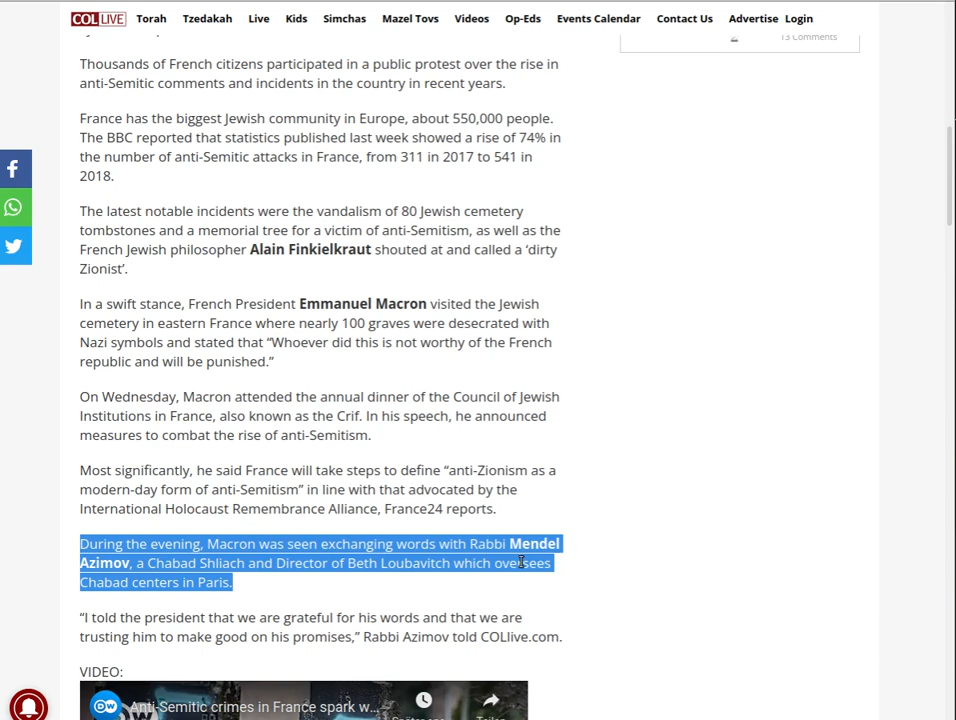 COL LIVE Torah Tzedakah Live Kids Simchas Mazel Tovs Videos Op-Eds Events Calendar Contact Us Advertise Login
13 Comments
Thousands of French citizens participated in a public protest over the rise in
anti-Semitic comments and incidents in the country in recent years.
France has the biggest Jewish community in Europe, about 550,000 people.
The BBC reported that statistics published last week showed a rise of 74% in
the number of anti-Semitic attacks in France, from 311 in 2017 to 541 in
2018.
The latest notable incidents were the vandalism of 80 Jewish cemetery
tombstones and a memorial tree for a victim of anti-Semitism, as well as the
French Jewish philosopher Alain Finkielkraut shouted at and called a ‘dirty
Zionist’.
In a swift stance, French President Emmanuel Macron visited the Jewish
cemetery in eastern France where nearly 100 graves were desecrated with
Nazi symbols and stated that “Whoever did this is not worthy of the French
republic and will be punished.”
On Wednesday, Macron attended the annual dinner of the Council of Jewish
Institutions in France, also known as the Crif. In his speech, he announced
measures to combat the rise of anti-Semitism.
Most significantly, he said France will take steps to define “anti-Zionism as a
modern-day form of anti-Semitism” in line with that advocated by the
International Holocaust Remembrance Alliance, France24 reports.
During the evening, Macron was seen exchanging words with Rabbi Mendel
Azimov, a Chabad Shliach and Director of Beth Loubavitch which oversees
Chabad centers in Paris.
“I told the president that we are grateful for his words and that we are
trusting him to make good on his promises,” Rabbi Azimov told COLlive.com.
VIDEO:
DW Anti-Semitic crimes in France spark w...